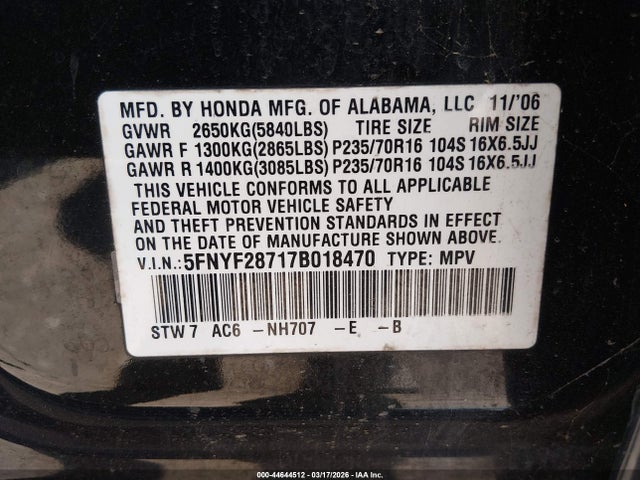 MFD. BY HONDA MFG. OF ALABAMA, LLC 11/'06
GVWR 2650KG(5840LBS) TIRE SIZE RIM SIZE
GAWR F 1300KG(2865LBS) P235/70R16 104S 16X6.5JJ
GAWR R 1400KG(3085LBS) P235/70R16 104S 16X6.5JJ
THIS VEHICLE CONFORMS TO ALL APPLICABLE
FEDERAL MOTOR VEHICLE SAFETY
AND THEFT PREVENTION STANDARDS IN EFFECT
ON THE DATE OF MANUFACTURE SHOWN ABOVE.
V.I.N.: 5FNYF28717B018470 TYPE: MPV
STW7 AC6 -NH707 -E -B
000-44644512 | 03/17/2026 | IAA Inc.